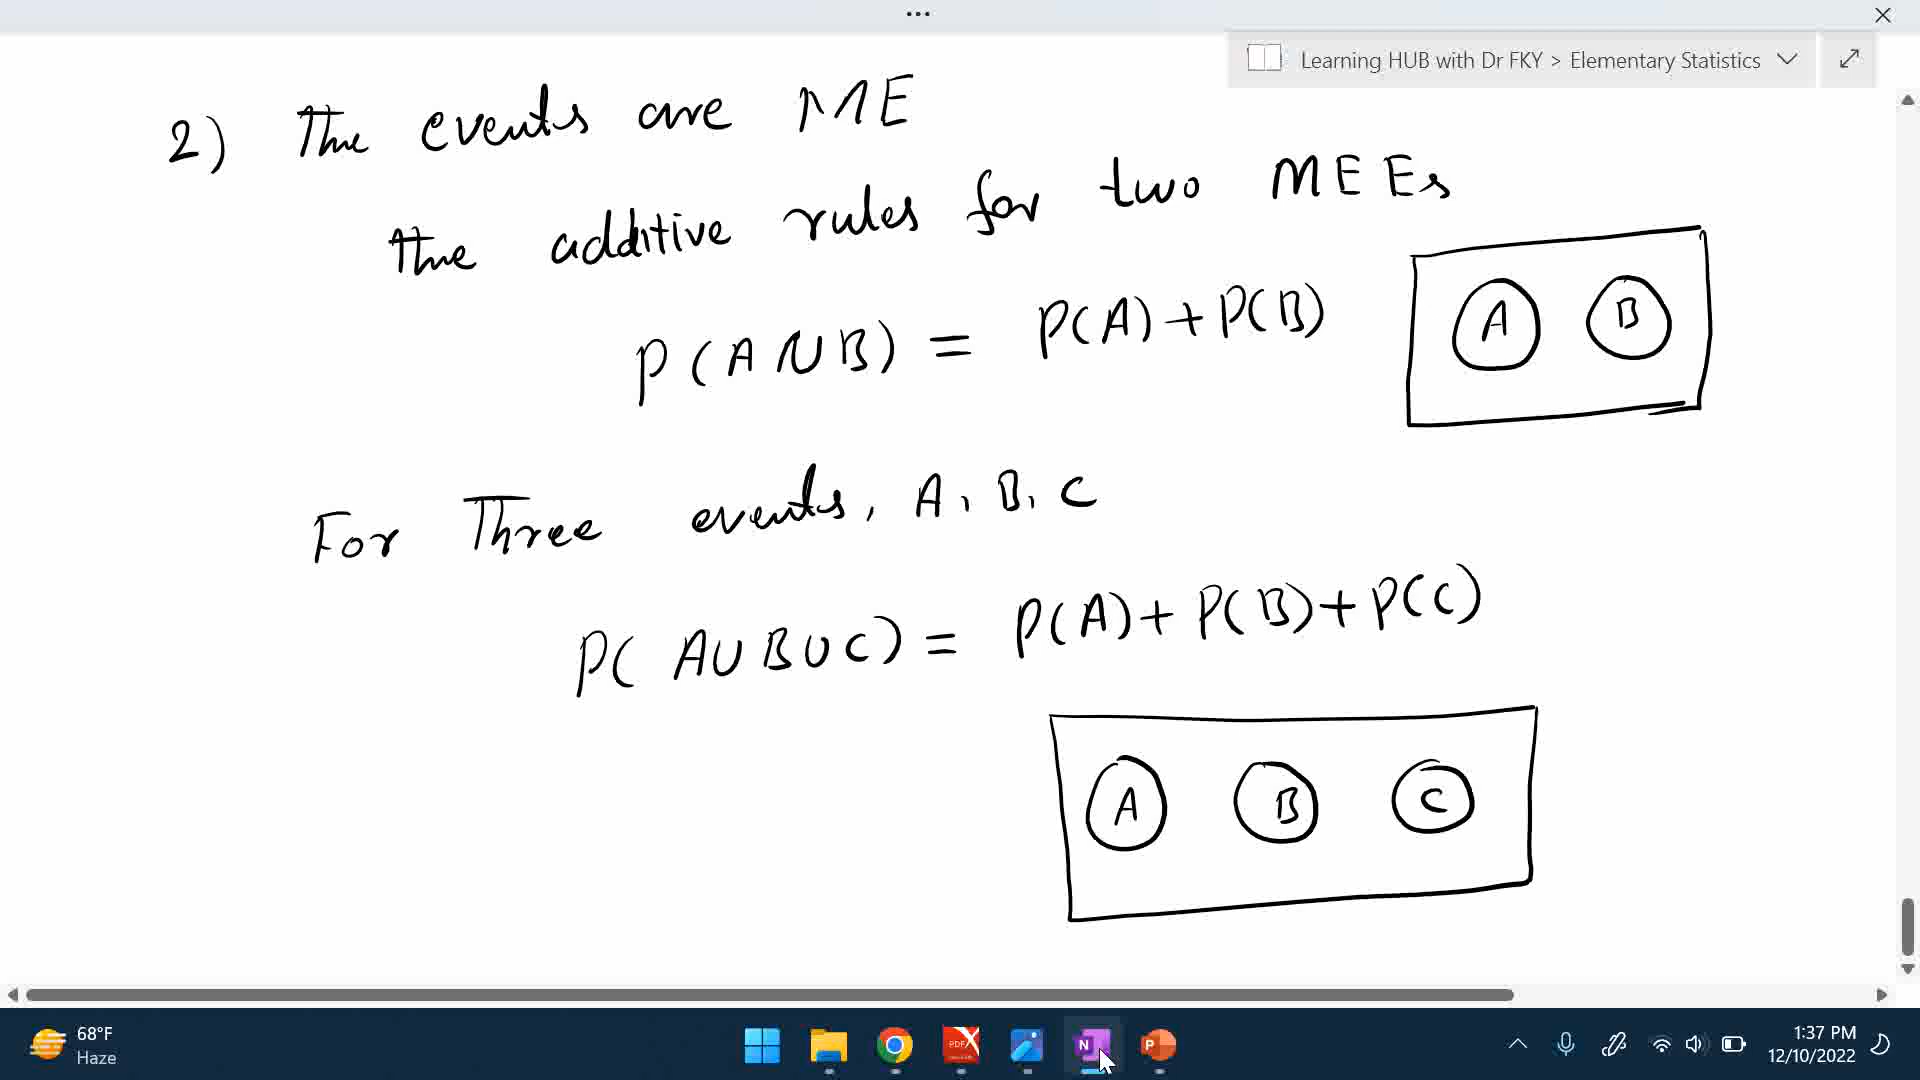 Learning HUB with Dr FKY > Elementary Statistics
2) The events are ME
The additive rules for two MEEs
P(A∩B) = P(A)+P(B)
A B
For Three events, A, B, C
P(A∪B∪C) = P(A)+P(B)+P(C)
A B C
68°F
Haze
1:37 PM
12/10/2022